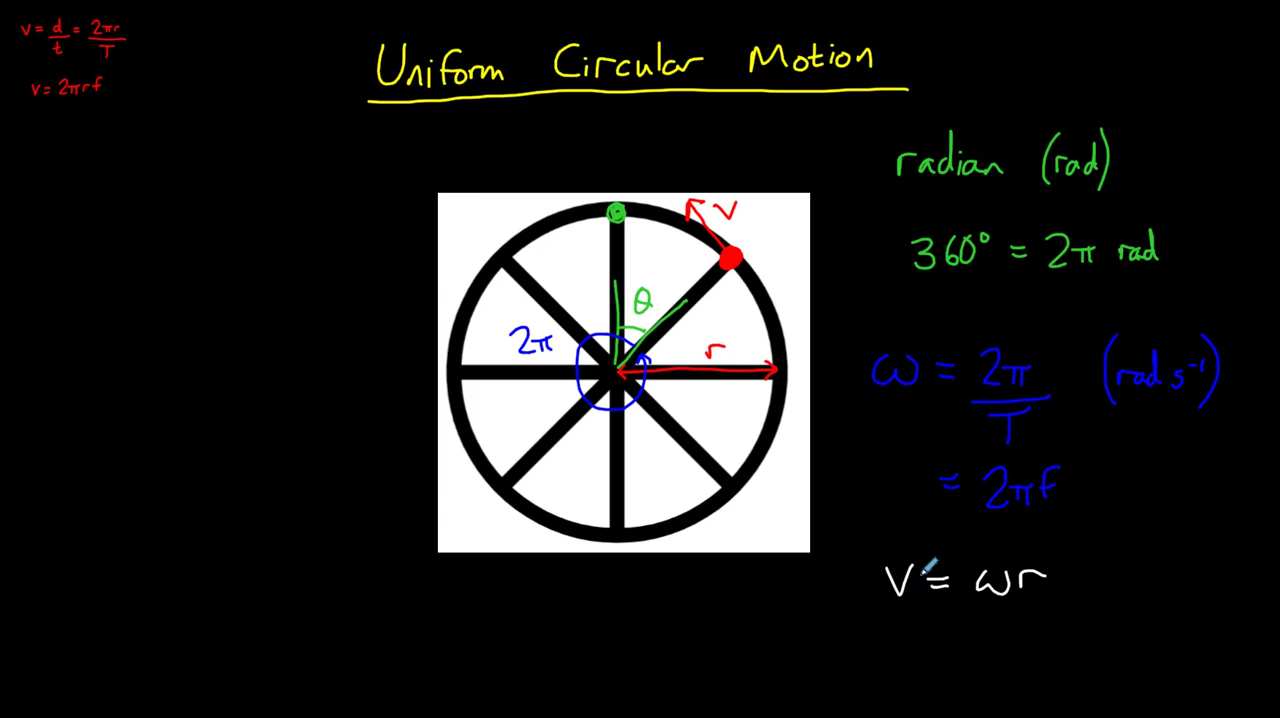 v = d/t = 2πr/T
v = 2πrf
Uniform Circular Motion
radian (rad)
360° = 2π rad
v
θ
2π
r
ω = 2π/T (rad s⁻¹)
= 2πf
v = ωr